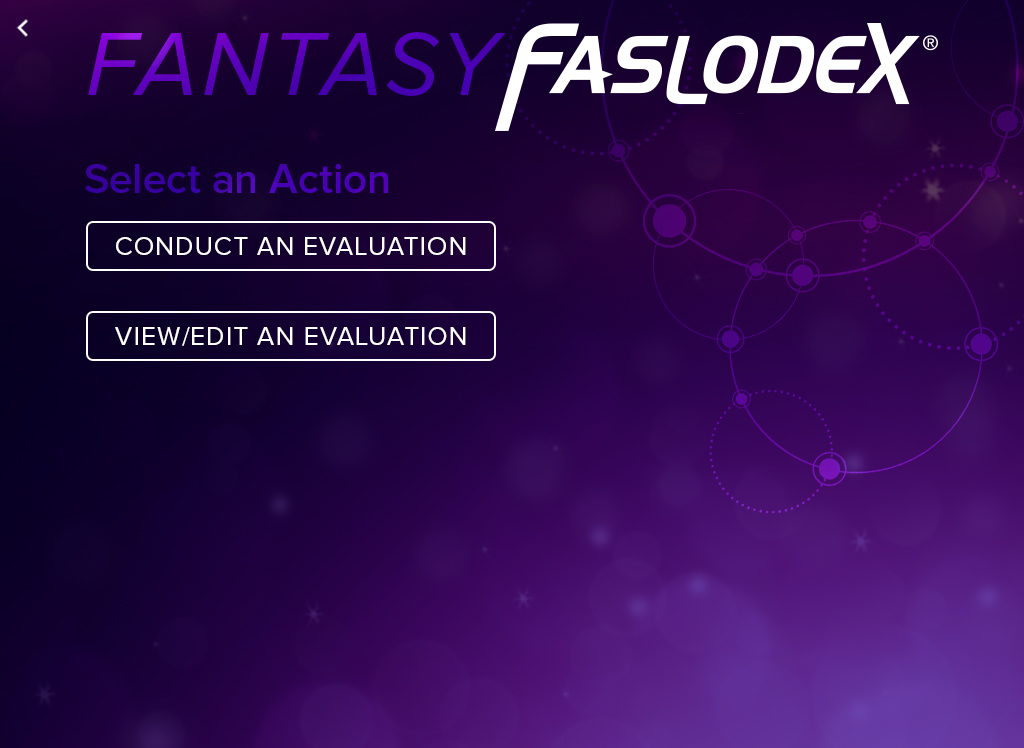 FANTASY FASLODEX®
Select an Action
CONDUCT AN EVALUATION
VIEW/EDIT AN EVALUATION